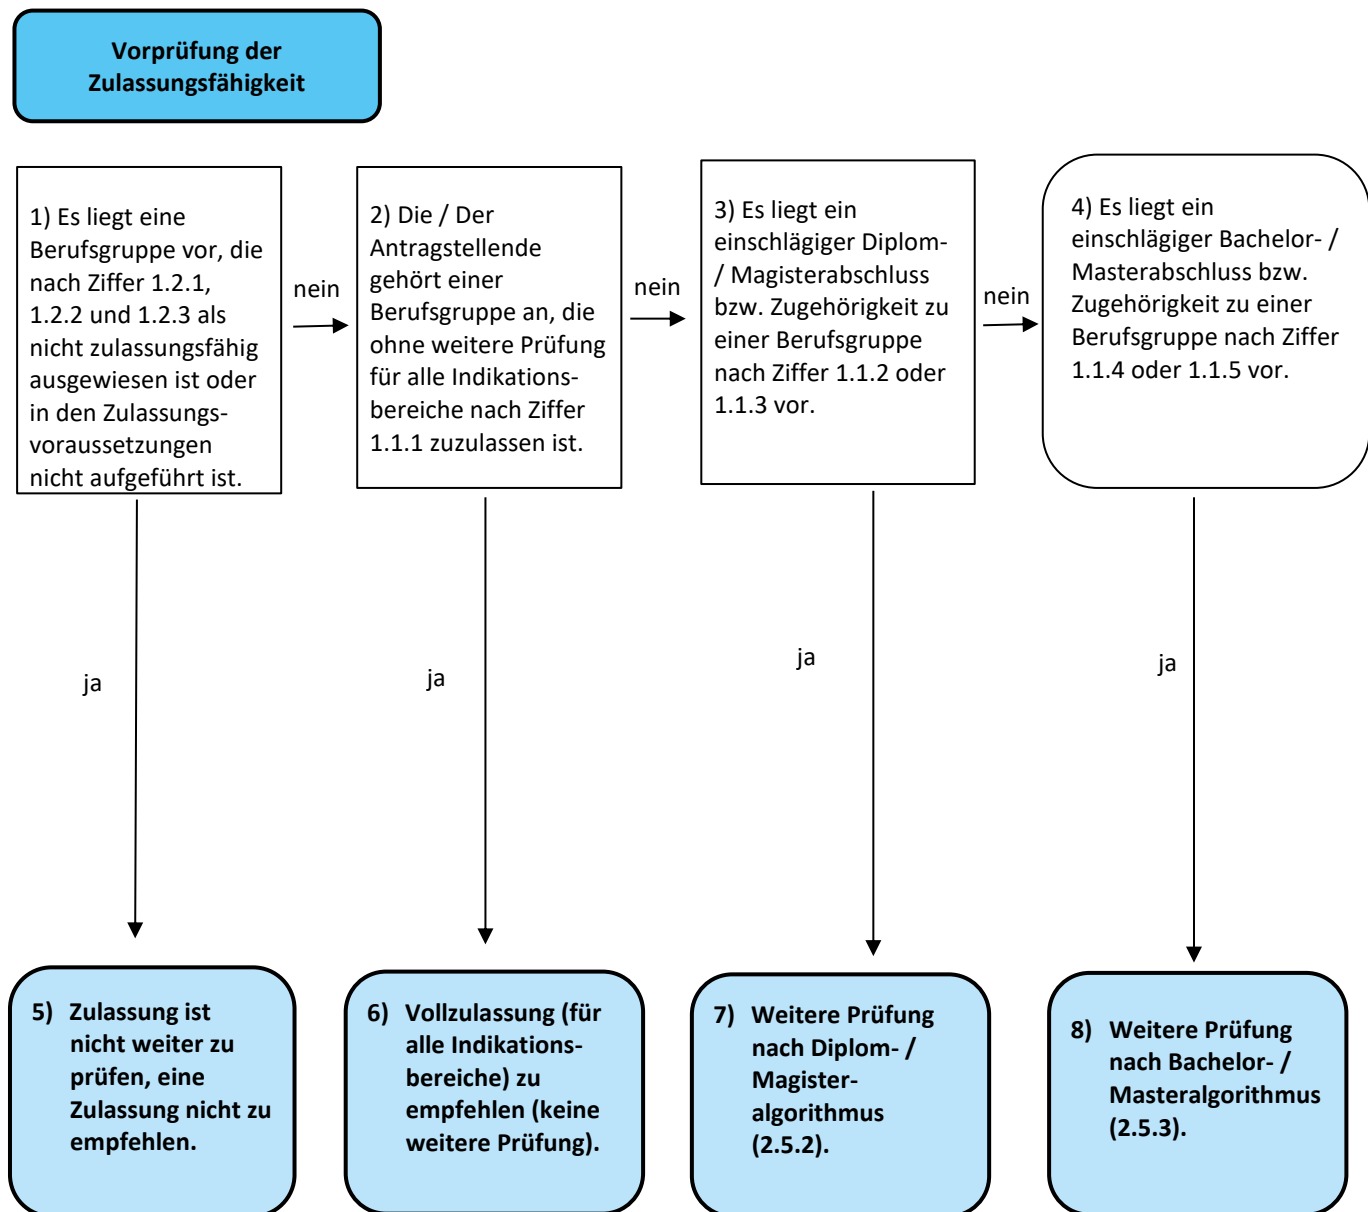 Vorprüfung der
Zulassungsfähigkeit
1) Es liegt eine
Berufsgruppe vor, die
nach Ziffer 1.2.1,
1.2.2 und 1.2.3 als
nicht zulassungsfähig
ausgewiesen ist oder
in den Zulassungs-
voraussetzungen
nicht aufgeführt ist.
nein
2) Die / Der
Antragstellende
gehört einer
Berufsgruppe an, die
ohne weitere Prüfung
für alle Indikations-
bereiche nach Ziffer
1.1.1 zuzulassen ist.
nein
3) Es liegt ein
einschlägiger Diplom-
/ Magisterabschluss
bzw. Zugehörigkeit zu
einer Berufsgruppe
nach Ziffer 1.1.2 oder
1.1.3 vor.
nein
4) Es liegt ein
einschlägiger Bachelor- /
Masterabschluss bzw.
Zugehörigkeit zu einer
Berufsgruppe nach Ziffer
1.1.4 oder 1.1.5 vor.
ja
ja
ja
ja
5) Zulassung ist
nicht weiter zu
prüfen, eine
Zulassung nicht zu
empfehlen.
6) Vollzulassung (für
alle Indikations-
bereiche) zu
empfehlen (keine
weitere Prüfung).
7) Weitere Prüfung
nach Diplom- /
Magister-
algorithmus
(2.5.2).
8) Weitere Prüfung
nach Bachelor- /
Masteralgorithmus
(2.5.3).